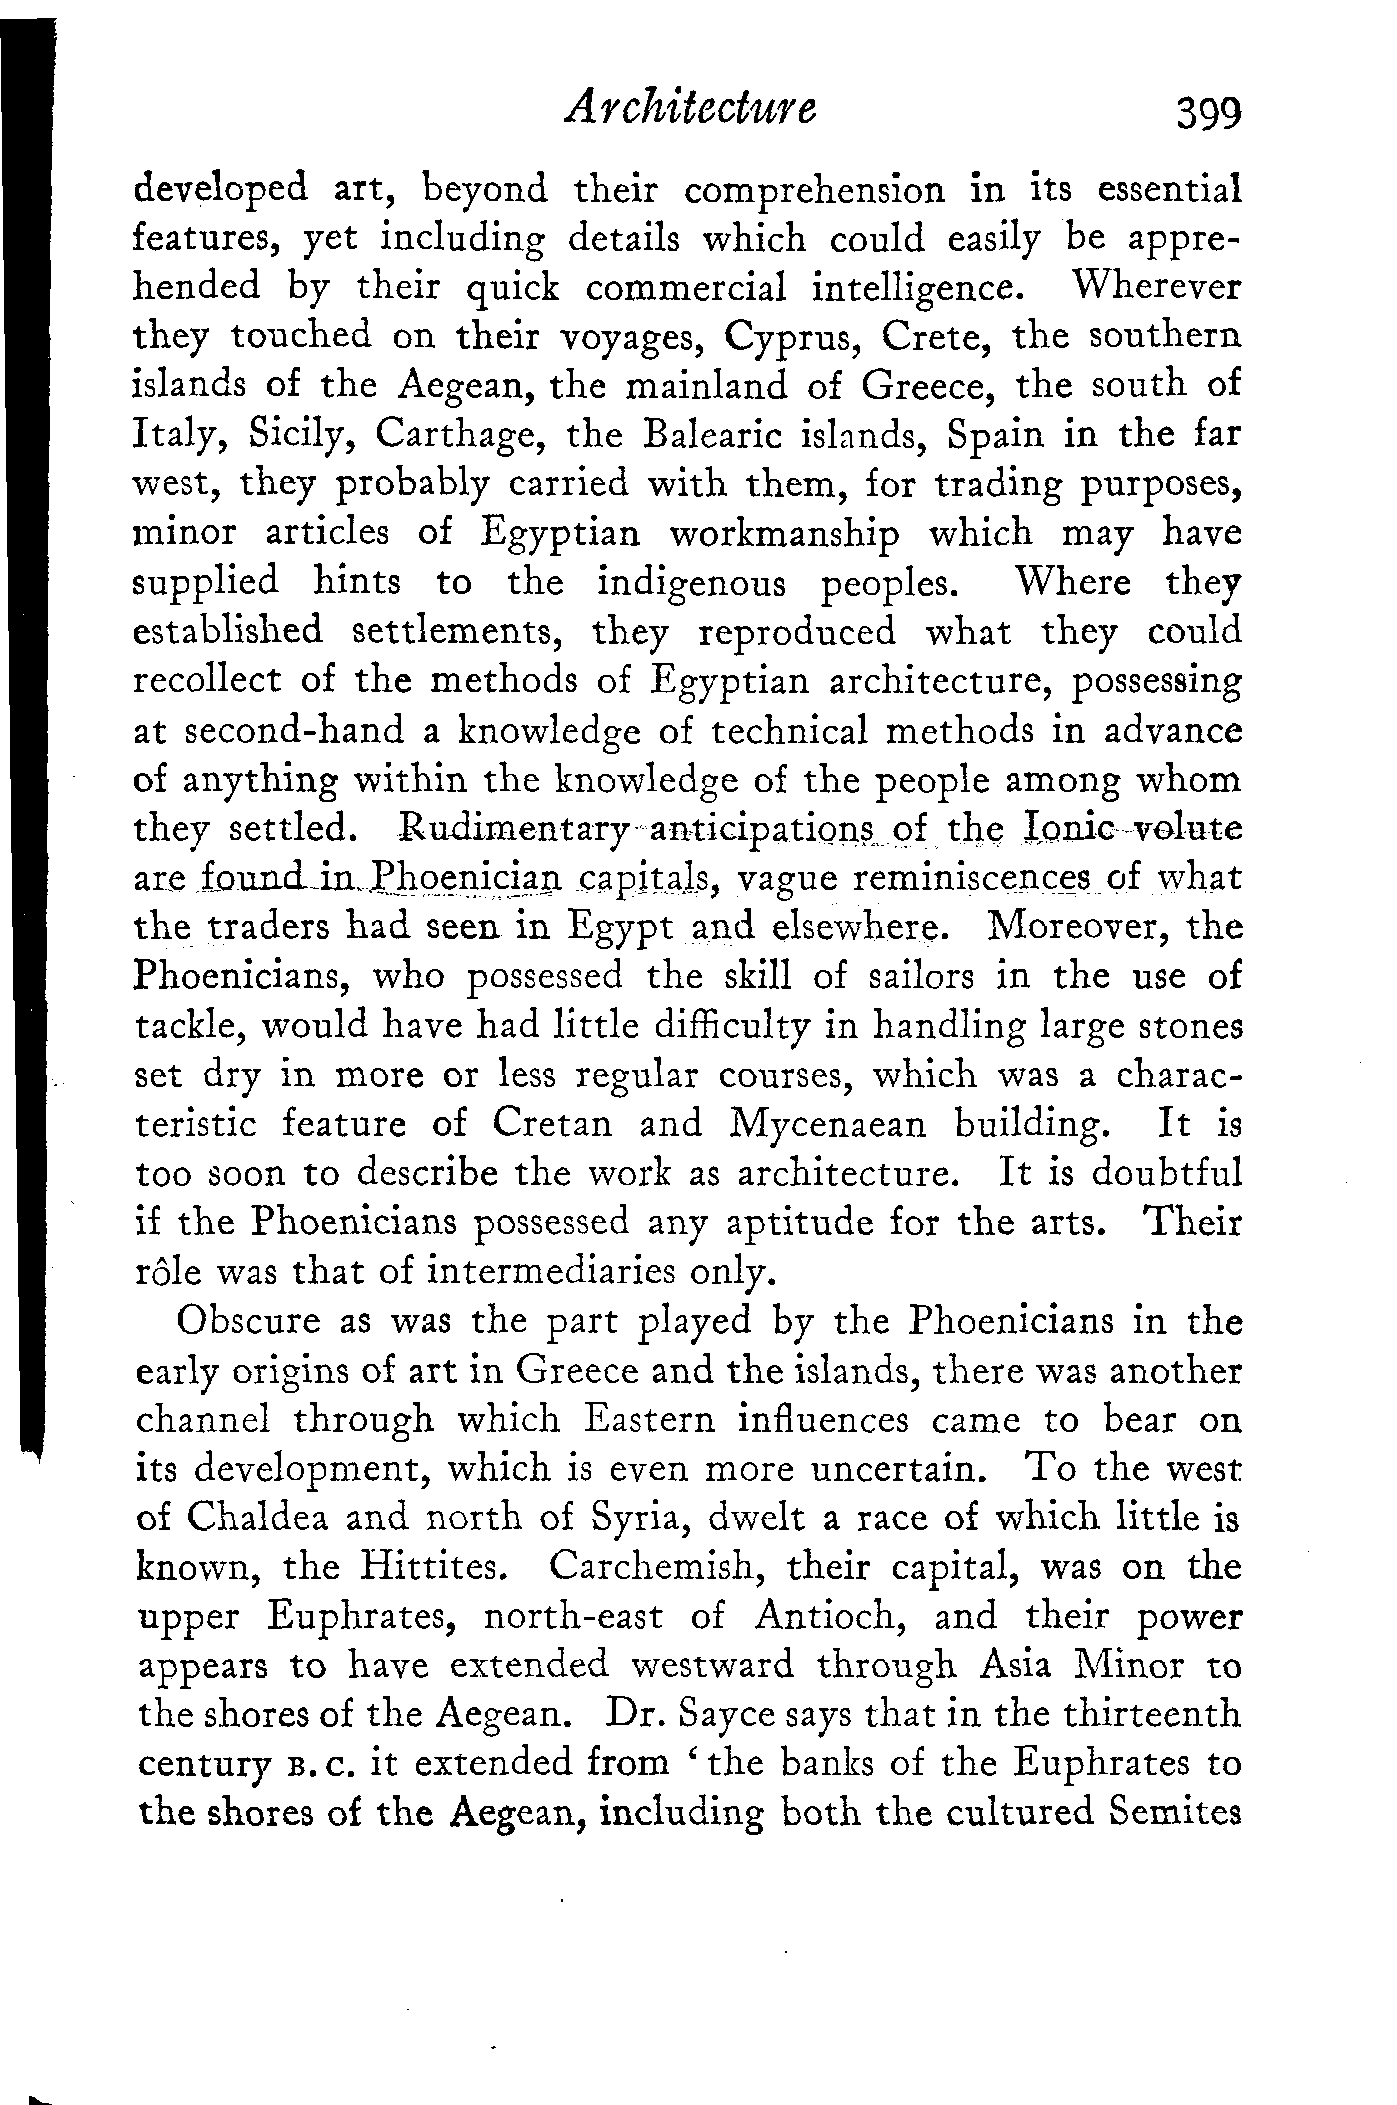 Architecture 399
developed art, beyond their comprehension in its essential
features, yet including details which could easily be appre-
hended by their quick commercial intelligence. Wherever
they touched on their voyages, Cyprus, Crete, the southern
islands of the Aegean, the mainland of Greece, the south of
Italy, Sicily, Carthage, the Balearic islands, Spain in the far
west, they probably carried with them, for trading purposes,
minor articles of Egyptian workmanship which may have
supplied hints to the indigenous peoples. Where they
established settlements, they reproduced what they could
recollect of the methods of Egyptian architecture, possessing
at second-hand a knowledge of technical methods in advance
of anything within the knowledge of the people among whom
they settled. Rudimentary anticipations of the Ionic volute
are found in Phoenician capitals, vague reminiscences of what
the traders had seen in Egypt and elsewhere. Moreover, the
Phoenicians, who possessed the skill of sailors in the use of
tackle, would have had little difficulty in handling large stones
set dry in more or less regular courses, which was a charac-
teristic feature of Cretan and Mycenaean building. It is
too soon to describe the work as architecture. It is doubtful
if the Phoenicians possessed any aptitude for the arts. Their
rôle was that of intermediaries only.
Obscure as was the part played by the Phoenicians in the
early origins of art in Greece and the islands, there was another
channel through which Eastern influences came to bear on
its development, which is even more uncertain. To the west
of Chaldea and north of Syria, dwelt a race of which little is
known, the Hittites. Carchemish, their capital, was on the
upper Euphrates, north-east of Antioch, and their power
appears to have extended westward through Asia Minor to
the shores of the Aegean. Dr. Sayce says that in the thirteenth
century B.C. it extended from ‘the banks of the Euphrates to
the shores of the Aegean, including both the cultured Semites